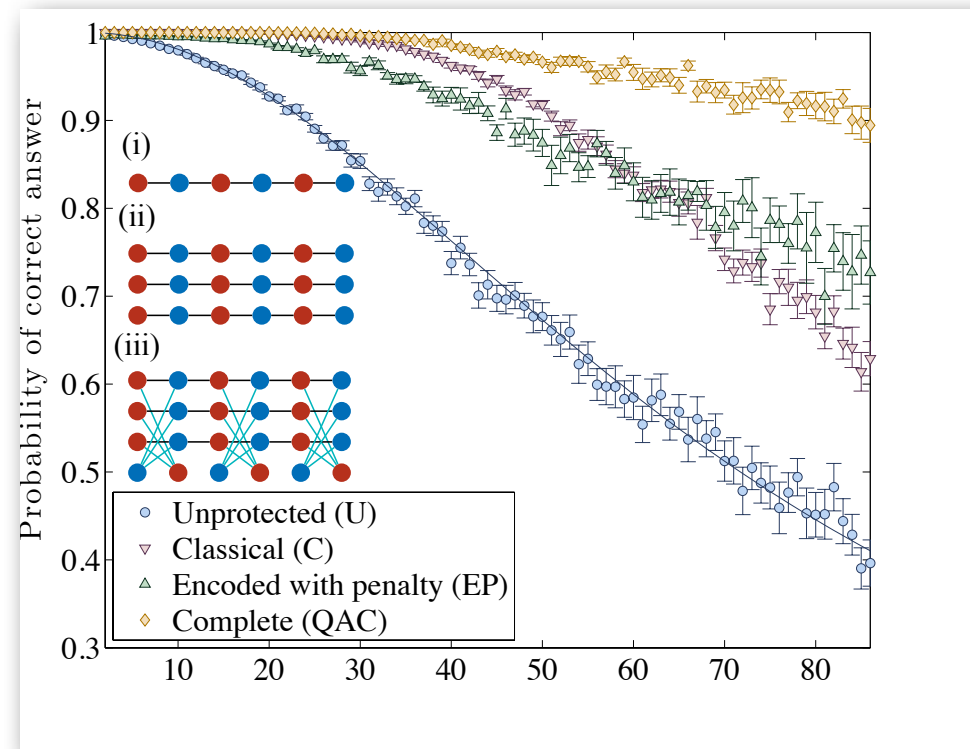 1
0.9
0.8
0.7
0.6
0.5
0.4
0.3
Probability of correct answer
(i)
(ii)
(iii)
Unprotected (U)
Classical (C)
Encoded with penalty (EP)
Complete (QAC)
10 20 30 40 50 60 70 80